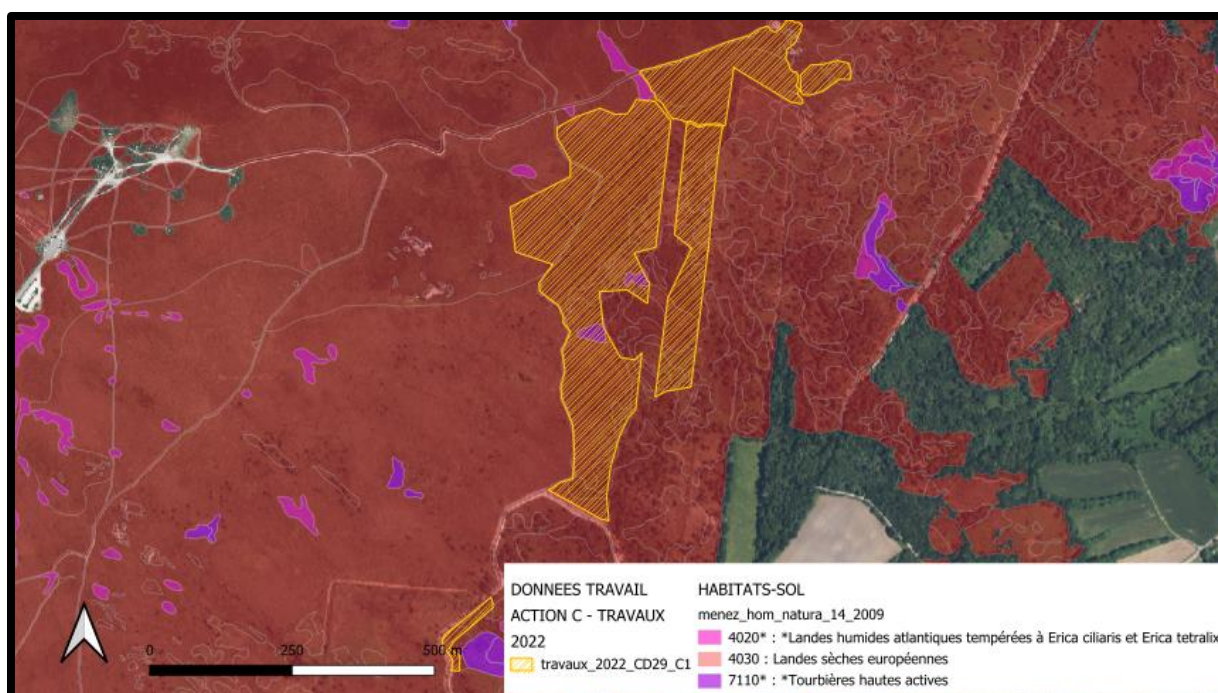 0 250 500 m
DONNEES TRAVAIL
ACTION C - TRAVAUX
2022
travaux_2022_CD29_C1
HABITATS-SOL
menez_hom_natura_14_2009
4020* : *Landes humides atlantiques tempérées à Erica ciliaris et Erica tetralix
4030 : Landes sèches européennes
7110* : *Tourbières hautes actives